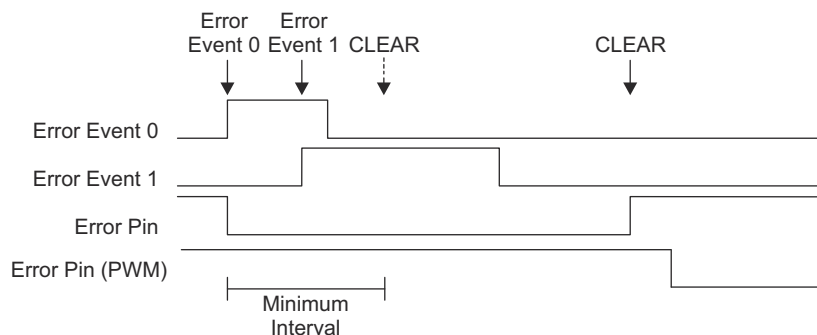 Error Error
Event 0 Event 1 CLEAR CLEAR
Error Event 0
Error Event 1
Error Pin
Error Pin (PWM)
Minimum
Interval